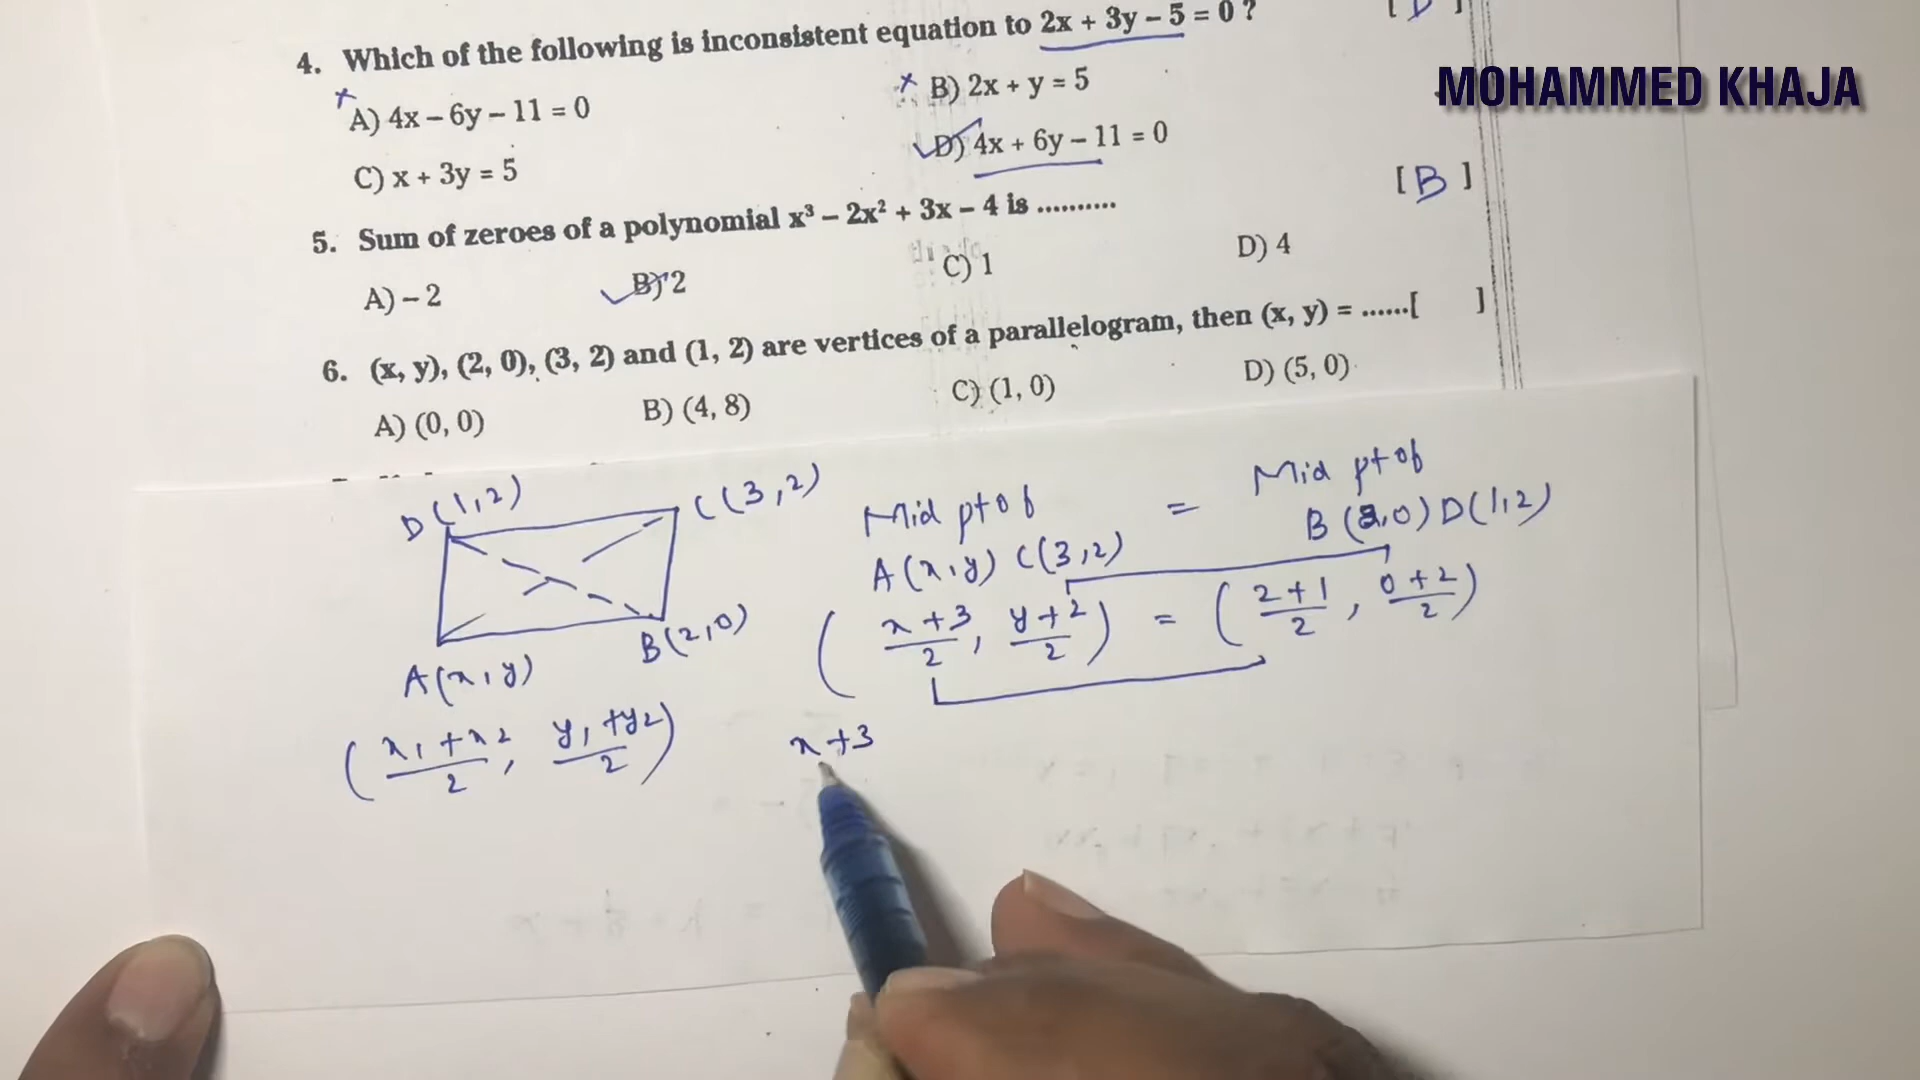 4. Which of the following is inconsistent equation to 2x + 3y – 5 = 0 ? [ D ]
MOHAMMED KHAJA
A) 4x – 6y – 11 = 0 B) 2x + y = 5
C) x + 3y = 5 D) 4x + 6y – 11 = 0
5. Sum of zeroes of a polynomial x³ – 2x² + 3x – 4 is .......... [ B ]
A) – 2 B) 2 C) 1 D) 4
6. (x, y), (2, 0), (3, 2) and (1, 2) are vertices of a parallelogram, then (x, y) = ......[ ]
A) (0, 0) B) (4, 8) C) (1, 0) D) (5, 0)
D(1,2) C(3,2)
A(x,y) B(2,0)
(x₁+x₂/2, y₁+y₂/2)
Mid pt of = Mid pt of
A(x,y) C(3,2) B(2,0) D(1,2)
(x+3/2, y+2/2) = (2+1/2, 0+2/2)
x+3